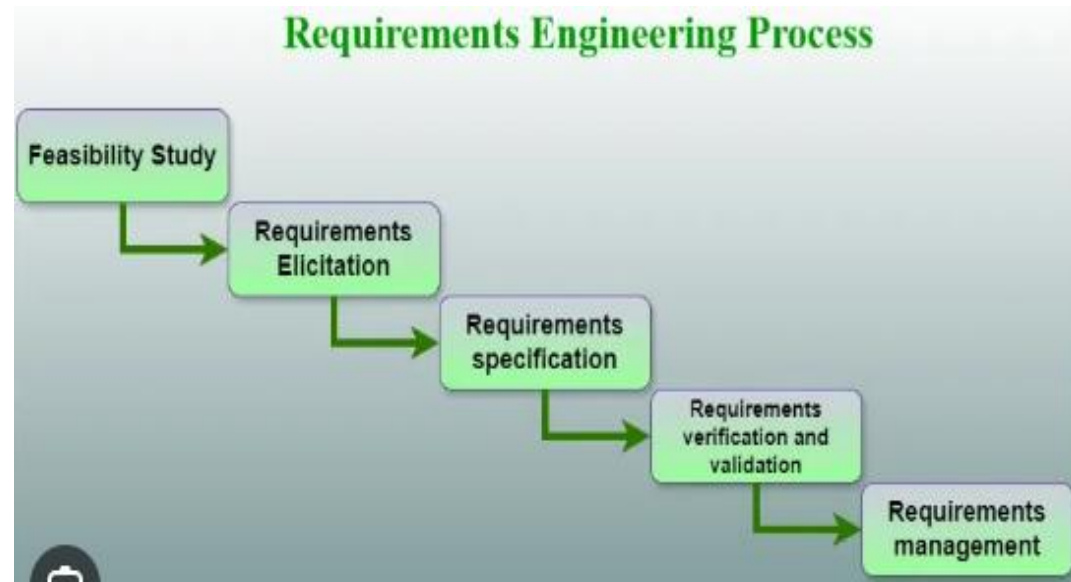 Requirements Engineering Process
Feasibility Study
Requirements
Elicitation
Requirements
specification
Requirements
verification and
validation
Requirements
management